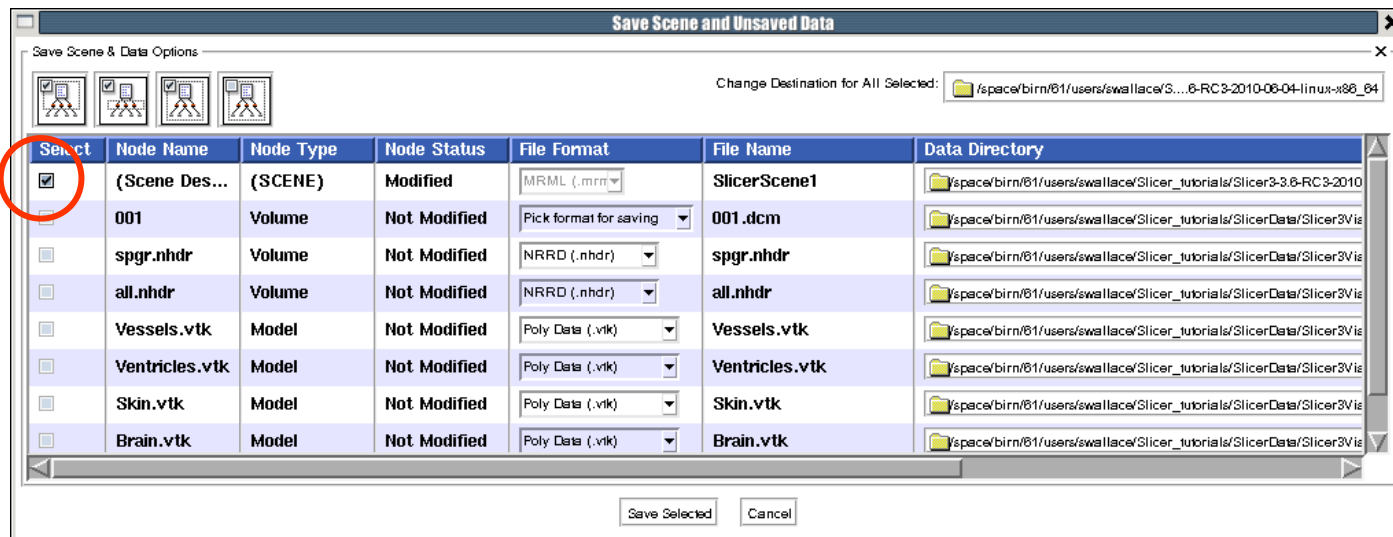 Save Scene and Unsaved Data
Save Scene & Data Options
Change Destination for All Selected: /space/birn/61/users/swallace/S....6-RC3-2010-06-04-linux-x86_64
Select Node Name Node Type Node Status File Format File Name Data Directory
(Scene Des... (SCENE) Modified MRML (.mrm SlicerScene1 /space/birn/61/users/swallace/Slicer_tutorials/Slicer3-3.6-RC3-2010
001 Volume Not Modified Pick format for saving 001.dcm /space/birn/61/users/swallace/Slicer_tutorials/SlicerData/Slicer3Vis
spgr.nhdr Volume Not Modified NRRD (.nhdr) spgr.nhdr /space/birn/61/users/swallace/Slicer_tutorials/SlicerData/Slicer3Vis
all.nhdr Volume Not Modified NRRD (.nhdr) all.nhdr /space/birn/61/users/swallace/Slicer_tutorials/SlicerData/Slicer3Vis
Vessels.vtk Model Not Modified Poly Data (.vtk) Vessels.vtk /space/birn/61/users/swallace/Slicer_tutorials/SlicerData/Slicer3Vis
Ventricles.vtk Model Not Modified Poly Data (.vtk) Ventricles.vtk /space/birn/61/users/swallace/Slicer_tutorials/SlicerData/Slicer3Vis
Skin.vtk Model Not Modified Poly Data (.vtk) Skin.vtk /space/birn/61/users/swallace/Slicer_tutorials/SlicerData/Slicer3Vis
Brain.vtk Model Not Modified Poly Data (.vtk) Brain.vtk /space/birn/61/users/swallace/Slicer_tutorials/SlicerData/Slicer3Vis
Save Selected Cancel